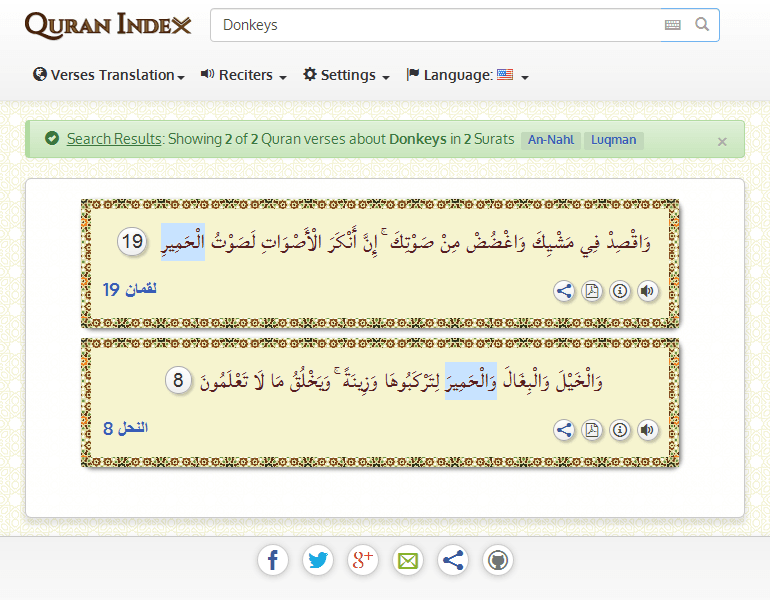 QURAN INDEX
Donkeys
Verses Translation
Reciters
Settings
Language:
Search Results: Showing 2 of 2 Quran verses about Donkeys in 2 Surats An-Nahl Luqman ×
وَاقْصِدْ فِي مَشْيِكَ وَاغْضُضْ مِنْ صَوْتِكَ ۚ إِنَّ أَنْكَرَ الْأَصْوَاتِ لَصَوْتُ الْحَمِيرِ 19
لقمان 19
وَالْخَيْلَ وَالْبِغَالَ وَالْحَمِيرَ لِتَرْكَبُوهَا وَزِينَةً ۚ وَيَخْلُقُ مَا لَا تَعْلَمُونَ 8
النحل 8